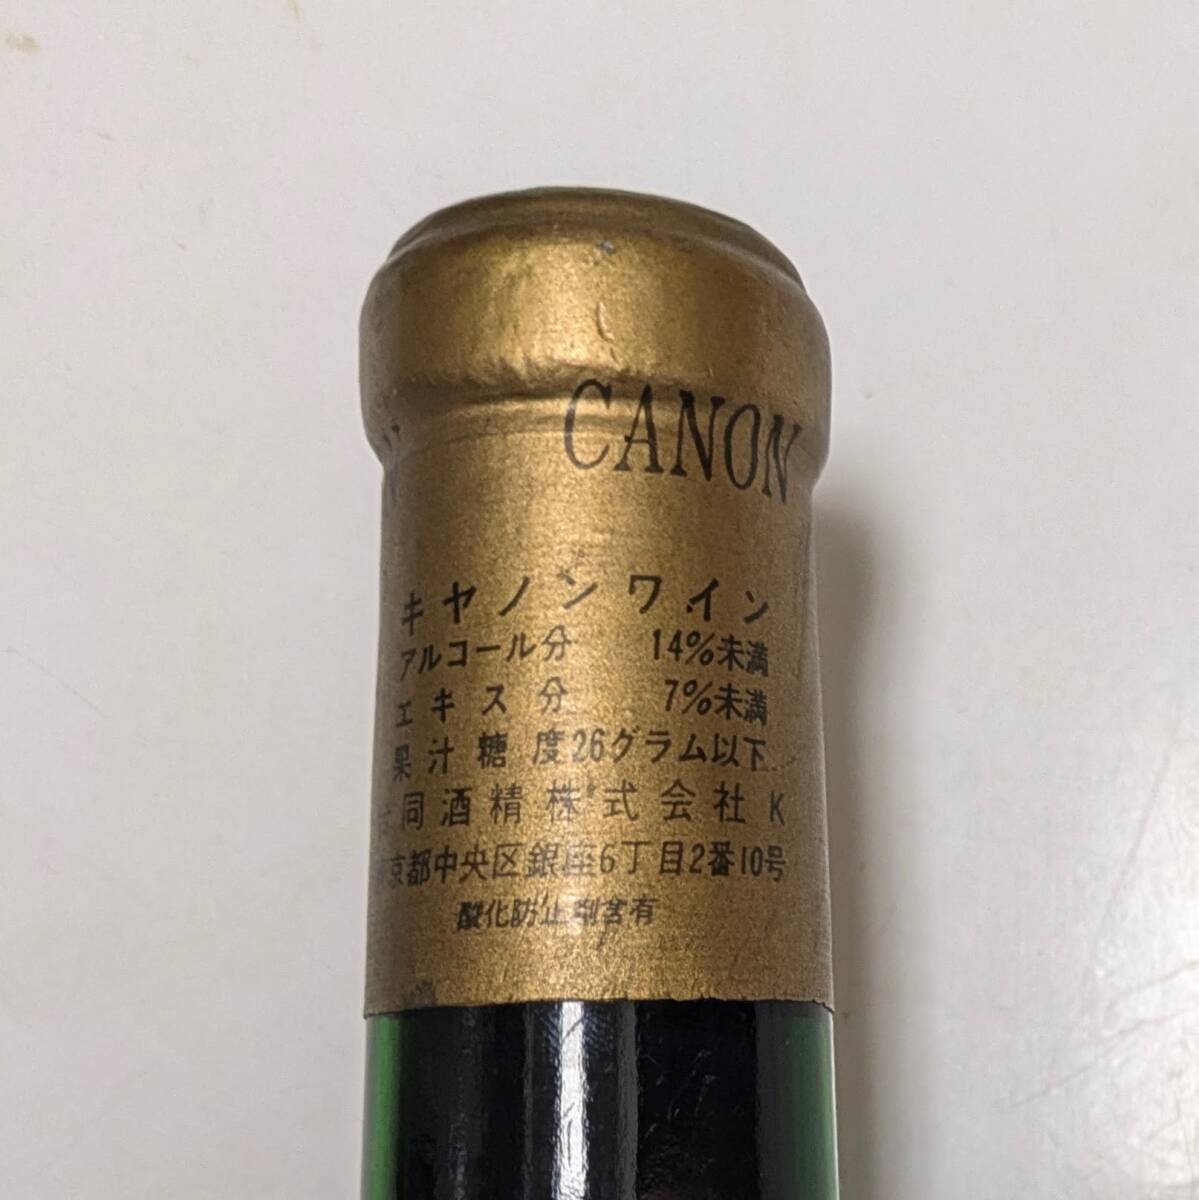 CANON
キヤノンワイン
アルコール分 14%未満
エキス分 7%未満
果汁糖度26グラム以下
合同酒精株式会社 K
東京都中央区銀座6丁目2番10号
酸化防止剤含有